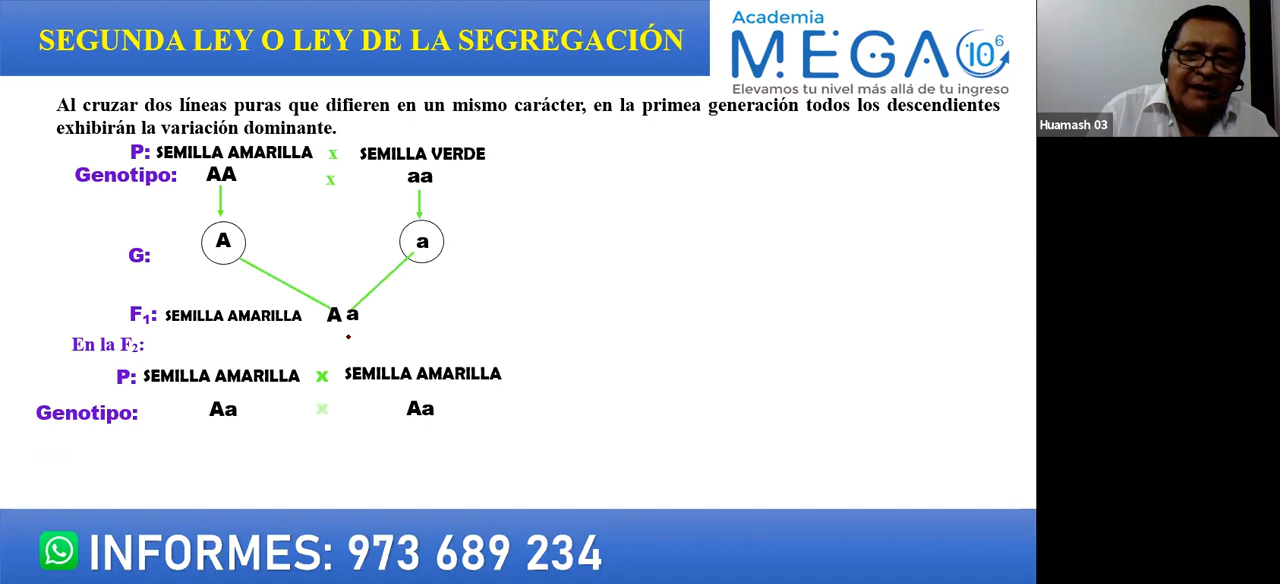 SEGUNDA LEY O LEY DE LA SEGREGACIÓN
Academia
MEGA 10⁶
Elevamos tu nivel más allá de tu ingreso
Huamash 03
Al cruzar dos líneas puras que difieren en un mismo carácter, en la primea generación todos los descendientes
exhibirán la variación dominante.
P: SEMILLA AMARILLA x SEMILLA VERDE
Genotipo: AA x aa
A a
G:
F₁: SEMILLA AMARILLA A a
En la F₂:
P: SEMILLA AMARILLA x SEMILLA AMARILLA
Genotipo: Aa x Aa
INFORMES: 973 689 234